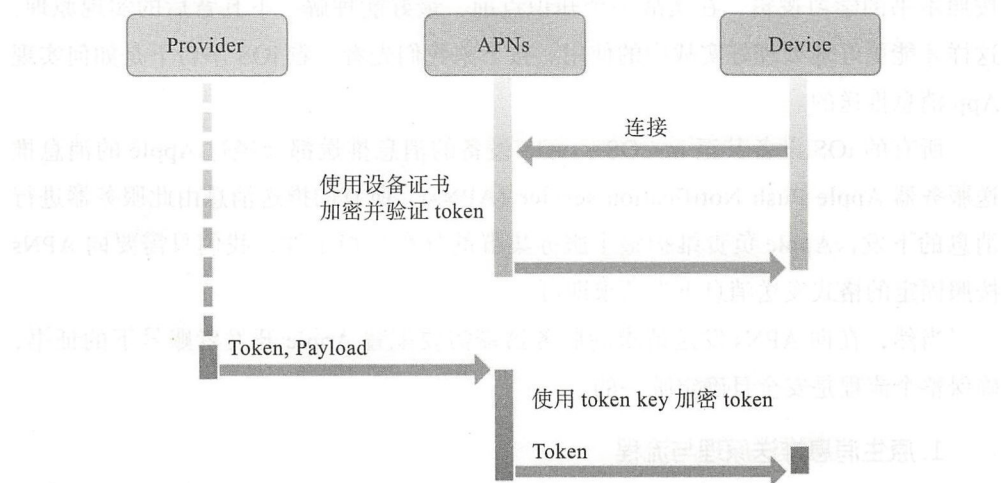 Provider
APNs
Device
连接
使用设备证书
加密并验证 token
Token, Payload
使用 token key 加密 token
Token